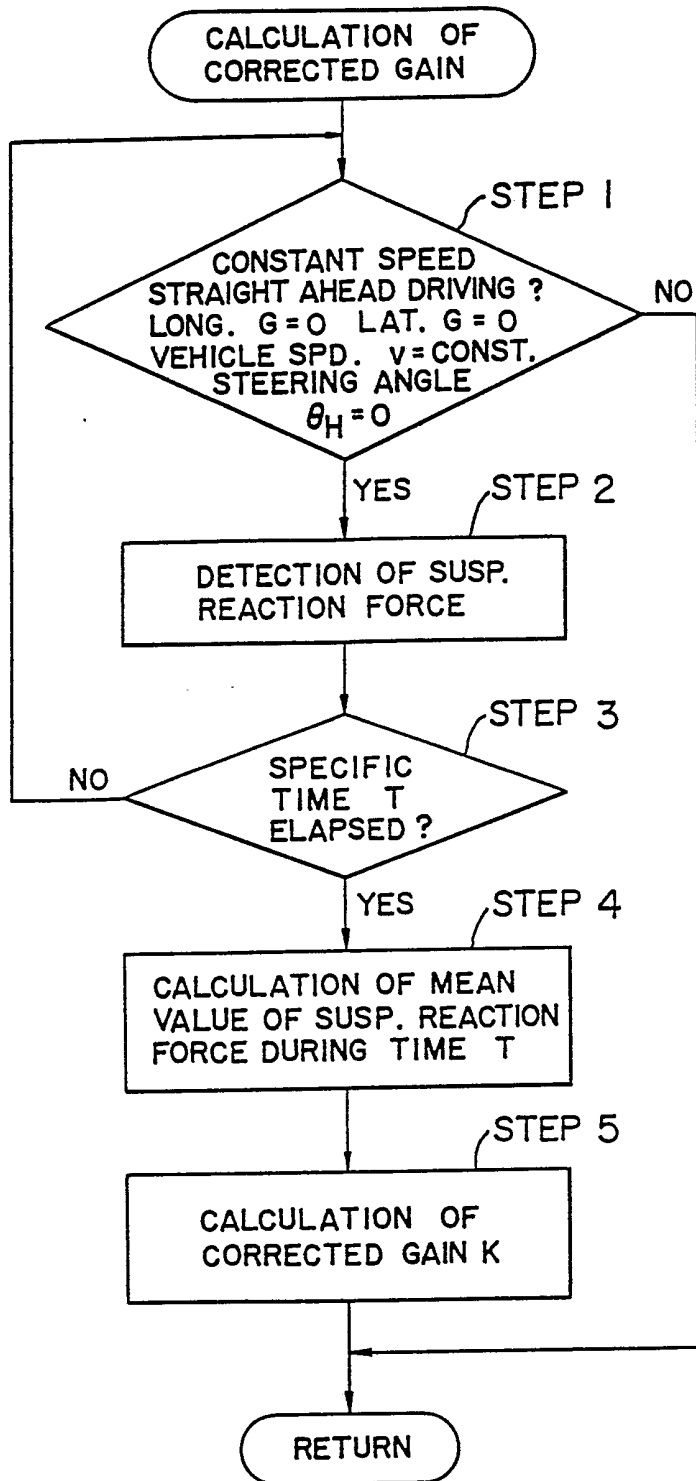 CALCULATION OF
CORRECTED GAIN
STEP 1
CONSTANT SPEED
STRAIGHT AHEAD DRIVING ?
LONG. G=0 LAT. G=0
VEHICLE SPD. v=CONST.
STEERING ANGLE
θH=0
NO
YES
STEP 2
DETECTION OF SUSP.
REACTION FORCE
STEP 3
NO
SPECIFIC
TIME T
ELAPSED ?
YES
STEP 4
CALCULATION OF MEAN
VALUE OF SUSP. REACTION
FORCE DURING TIME T
STEP 5
CALCULATION OF
CORRECTED GAIN K
RETURN